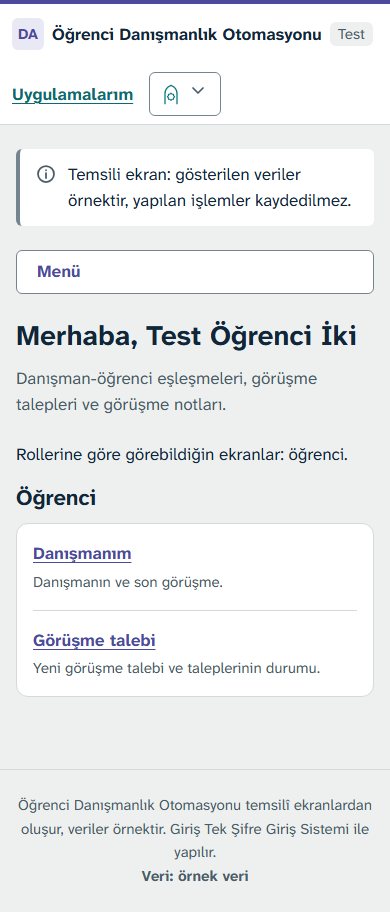 DA Öğrenci Danışmanlık Otomasyonu Test
Uygulamalarım
Temsili ekran: gösterilen veriler
örnektir, yapılan işlemler kaydedilmez.
Menü
Merhaba, Test Öğrenci İki
Danışman-öğrenci eşleşmeleri, görüşme
talepleri ve görüşme notları.
Rollerine göre görebildiğin ekranlar: öğrenci.
Öğrenci
Danışmanım
Danışmanın ve son görüşme.
Görüşme talebi
Yeni görüşme talebi ve taleplerinin durumu.
Öğrenci Danışmanlık Otomasyonu temsilî ekranlardan
oluşur, veriler örnektir. Giriş Tek Şifre Giriş Sistemi ile
yapılır.
Veri: örnek veri